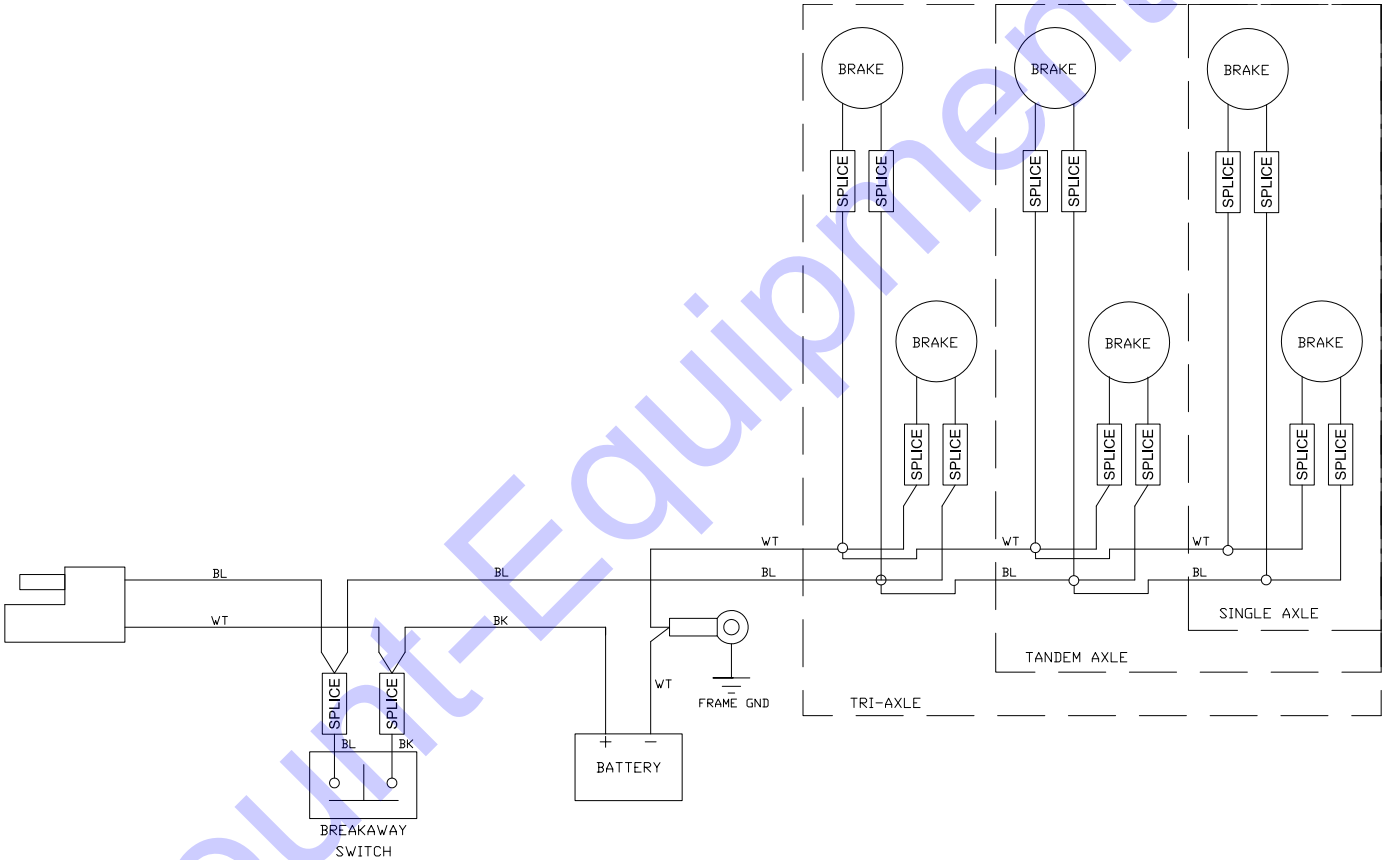 BRAKE
BRAKE
BRAKE
SPLICE
SPLICE
SPLICE
SPLICE
SPLICE
SPLICE
BRAKE
BRAKE
BRAKE
SPLICE
SPLICE
SPLICE
SPLICE
SPLICE
SPLICE
WT
WT
WT
BL
BL
BL
BL
BL
WT
BK
SINGLE AXLE
TANDEM AXLE
TRI-AXLE
WT
FRAME GND
SPLICE
SPLICE
BL
BK
+
−
BATTERY
BREAKAWAY
SWITCH
unt-Equipment